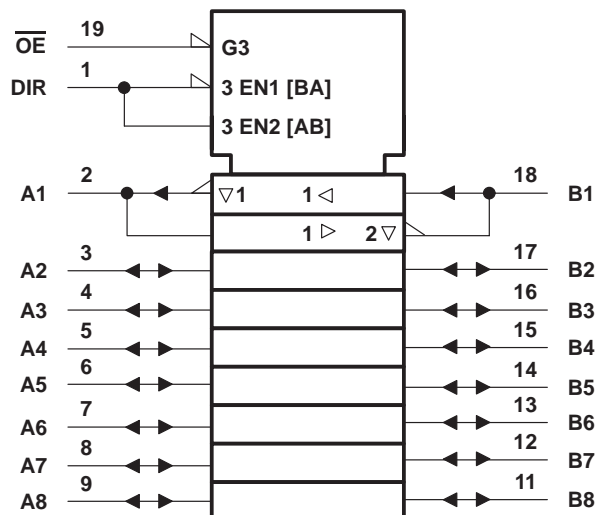 OE 19 G3
DIR 1 3 EN1 [BA]
3 EN2 [AB]
A1 2 ▽1 1 ◁ 18 B1
1 ▷ 2 ▽
A2 3 17 B2
A3 4 16 B3
A4 5 15 B4
A5 6 14 B5
A6 7 13 B6
A7 8 12 B7
A8 9 11 B8